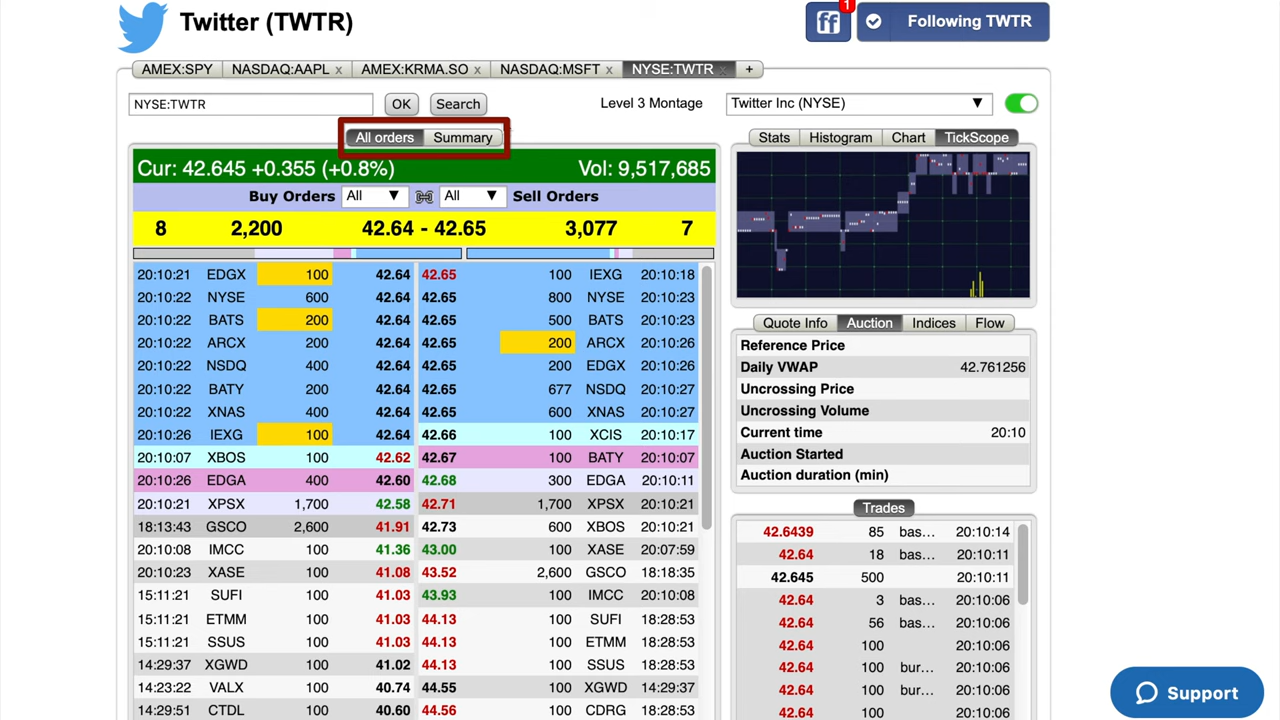 Twitter (TWTR)
ff 1 Following TWTR
AMEX:SPY NASDAQ:AAPL x AMEX:KRMA.SO x NASDAQ:MSFT x NYSE:TWTR x +
NYSE:TWTR OK Search Level 3 Montage Twitter Inc (NYSE) ▼
All orders Summary
Stats Histogram Chart TickScope
Cur: 42.645 +0.355 (+0.8%) Vol: 9,517,685
Buy Orders All ▼ All ▼ Sell Orders
8 2,200 42.64 - 42.65 3,077 7
20:10:21 EDGX 100 42.64 42.65 100 IEXG 20:10:18
20:10:22 NYSE 600 42.64 42.65 800 NYSE 20:10:23
20:10:22 BATS 200 42.64 42.65 500 BATS 20:10:23
20:10:22 ARCX 200 42.64 42.65 200 ARCX 20:10:26
20:10:22 NSDQ 400 42.64 42.65 200 EDGX 20:10:26
20:10:22 BATY 200 42.64 42.65 677 NSDQ 20:10:27
20:10:22 XNAS 400 42.64 42.65 600 XNAS 20:10:27
20:10:26 IEXG 100 42.64 42.66 100 XCIS 20:10:17
20:10:07 XBOS 100 42.62 42.67 100 BATY 20:10:07
20:10:26 EDGA 400 42.60 42.68 300 EDGA 20:10:11
20:10:21 XPSX 1,700 42.58 42.71 1,700 XPSX 20:10:21
18:13:43 GSCO 2,600 41.91 42.73 600 XBOS 20:10:21
20:10:08 IMCC 100 41.36 43.00 100 XASE 20:07:59
20:10:23 XASE 100 41.08 43.52 2,600 GSCO 18:18:35
15:11:21 SUFI 100 41.03 43.93 100 IMCC 20:10:08
15:11:21 ETMM 100 41.03 44.13 100 SUFI 18:28:53
15:11:21 SSUS 100 41.03 44.13 100 ETMM 18:28:53
14:29:37 XGWD 100 41.02 44.13 100 SSUS 18:28:53
14:23:22 VALX 100 40.74 44.55 100 XGWD 14:29:37
14:29:51 CTDL 100 40.60 44.56 100 CDRG 18:28:53
Quote Info Auction Indices Flow
Reference Price
Daily VWAP 42.761256
Uncrossing Price
Uncrossing Volume
Current time 20:10
Auction Started
Auction duration (min)
Trades
42.6439 85 bas... 20:10:14
42.64 18 bas... 20:10:11
42.645 500 20:10:11
42.64 3 bas... 20:10:06
42.64 56 bas... 20:10:06
42.64 100 20:10:06
42.64 100 bur... 20:10:06
42.64 100 bur... 20:10:06
42.64 100 20:10:06
Support